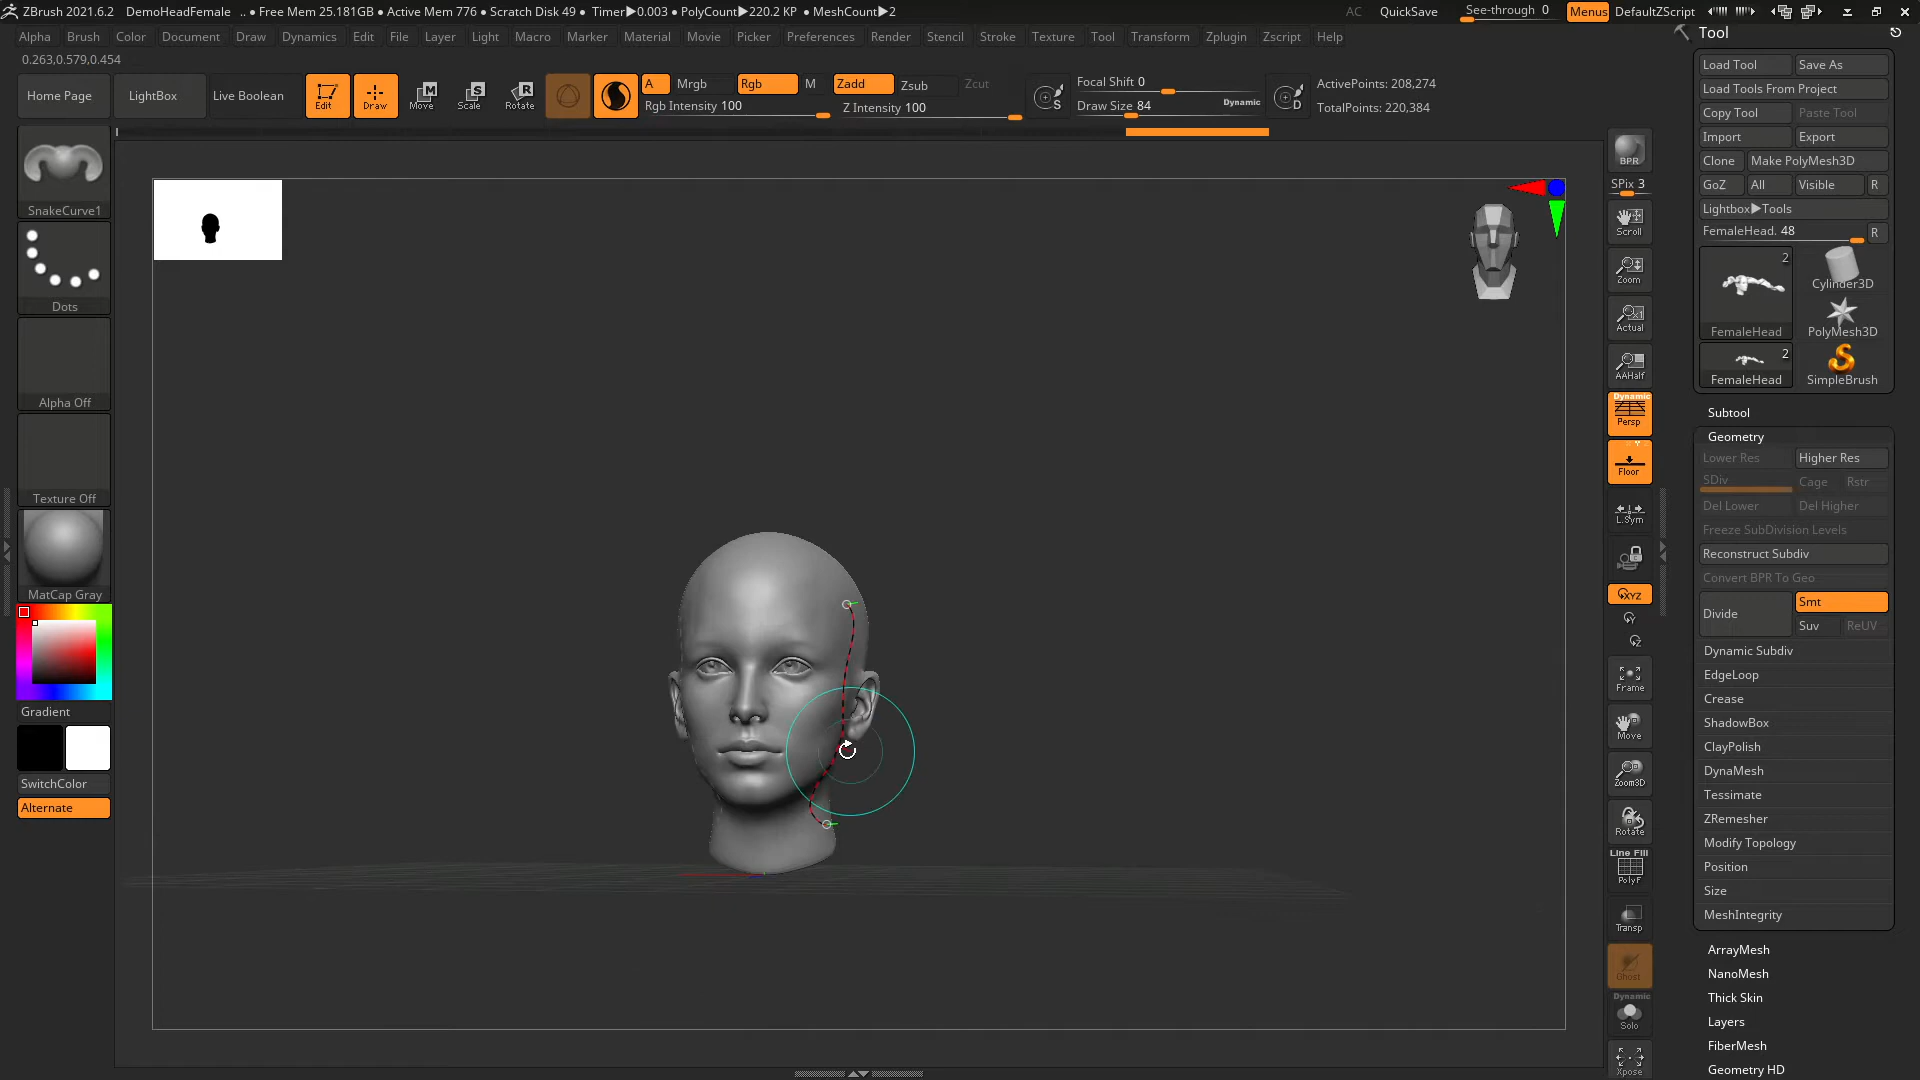 ZBrush 2021.6.2 DemoHeadFemale .. ● Free Mem 25.181GB ● Active Mem 776 ● Scratch Disk 49 ● Timer▶0.003 ● PolyCount▶220.2 KP ● MeshCount▶2 AC QuickSave See-through 0 Menus DefaultZScript
Alpha Brush Color Document Draw Dynamics Edit File Layer Light Macro Marker Material Movie Picker Preferences Render Stencil Stroke Texture Tool Transform Zplugin Zscript Help
0.263,0.579,0.454
Home Page LightBox Live Boolean Edit Draw Move Scale Rotate
A Mrgb Rgb M Zadd Zsub Zcut
Rgb Intensity 100 Z Intensity 100
S Focal Shift 0
Draw Size 84 Dynamic D
ActivePoints: 208,274
TotalPoints: 220,384
SnakeCurve1
Dots
Alpha Off
Texture Off
MatCap Gray
Gradient
SwitchColor
Alternate
BPR
SPix 3
Scroll
Zoom
Actual
AAHalf
Dynamic
Persp
Floor
L.Sym
XYZ
Y
Z
Frame
Move
Zoom3D
Rotate
Line Fill
PolyF
Transp
Ghost
Dynamic
Solo
Xpose
Tool
Load Tool Save As
Load Tools From Project
Copy Tool Paste Tool
Import Export
Clone Make PolyMesh3D
GoZ All Visible R
Lightbox▶Tools
FemaleHead. 48 R
2
FemaleHead Cylinder3D
PolyMesh3D
2
FemaleHead SimpleBrush
Subtool
Geometry
Lower Res Higher Res
SDiv Cage Rstr
Del Lower Del Higher
Freeze SubDivision Levels
Reconstruct Subdiv
Convert BPR To Geo
Divide Smt
Suv ReUV
Dynamic Subdiv
EdgeLoop
Crease
ShadowBox
ClayPolish
DynaMesh
Tessimate
ZRemesher
Modify Topology
Position
Size
MeshIntegrity
ArrayMesh
NanoMesh
Thick Skin
Layers
FiberMesh
Geometry HD